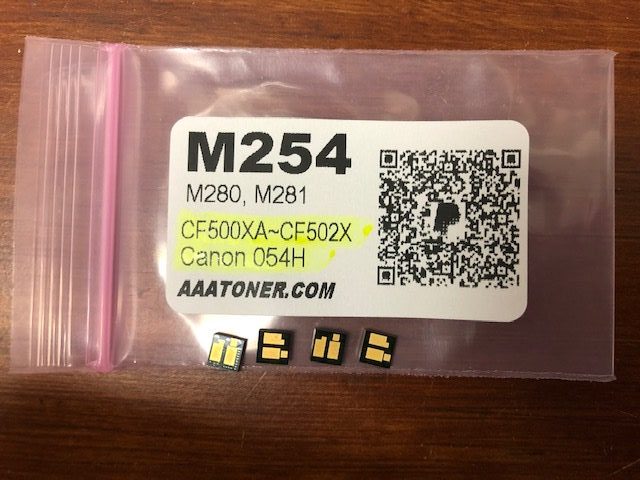 M254
M280, M281
CF500XA~CF502X
Canon 054H
AAATONER.COM